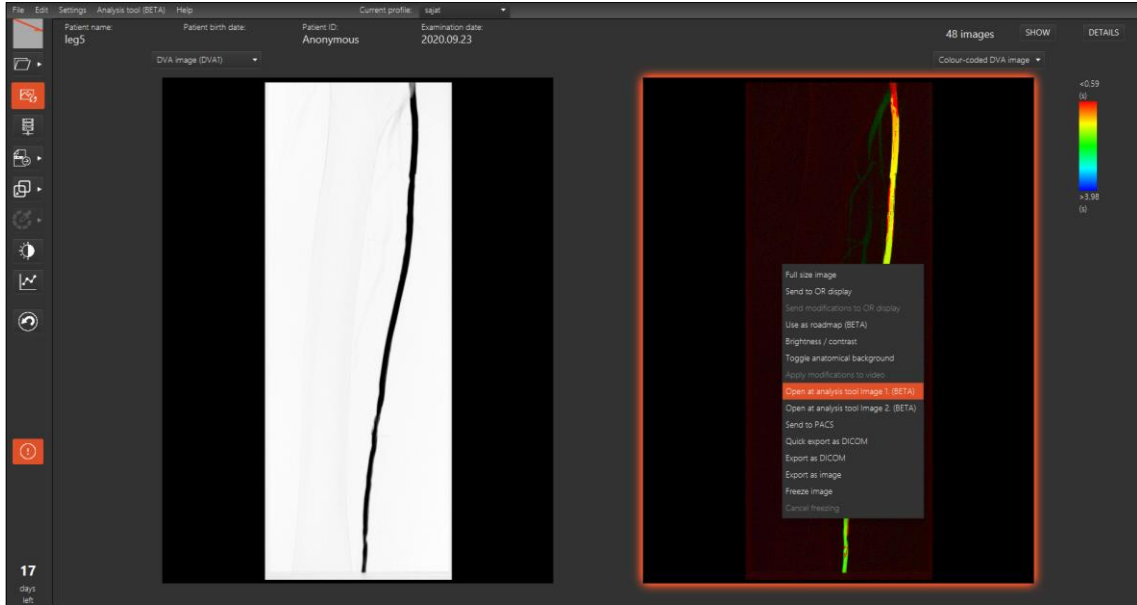 File Edit Settings Analysis tool (BETA) Help Current profile: sajat
Patient name: Patient birth date: Patient ID: Examination date:
leg5 Anonymous 2020.09.23
48 images SHOW DETAILS
DVA image (DVA1) Colour-coded DVA image
<0.59
(s)
>3.98
(s)
Full size image
Send to OR display
Send modifications to OR display
Use as roadmap (BETA)
Brightness / contrast
Toggle anatomical background
Apply modifications to video
Open at analysis tool Image 1. (BETA)
Open at analysis tool Image 2. (BETA)
Send to PACS
Quick export as DICOM
Export as DICOM
Export as image
Freeze image
Cancel freezing
17
days
left